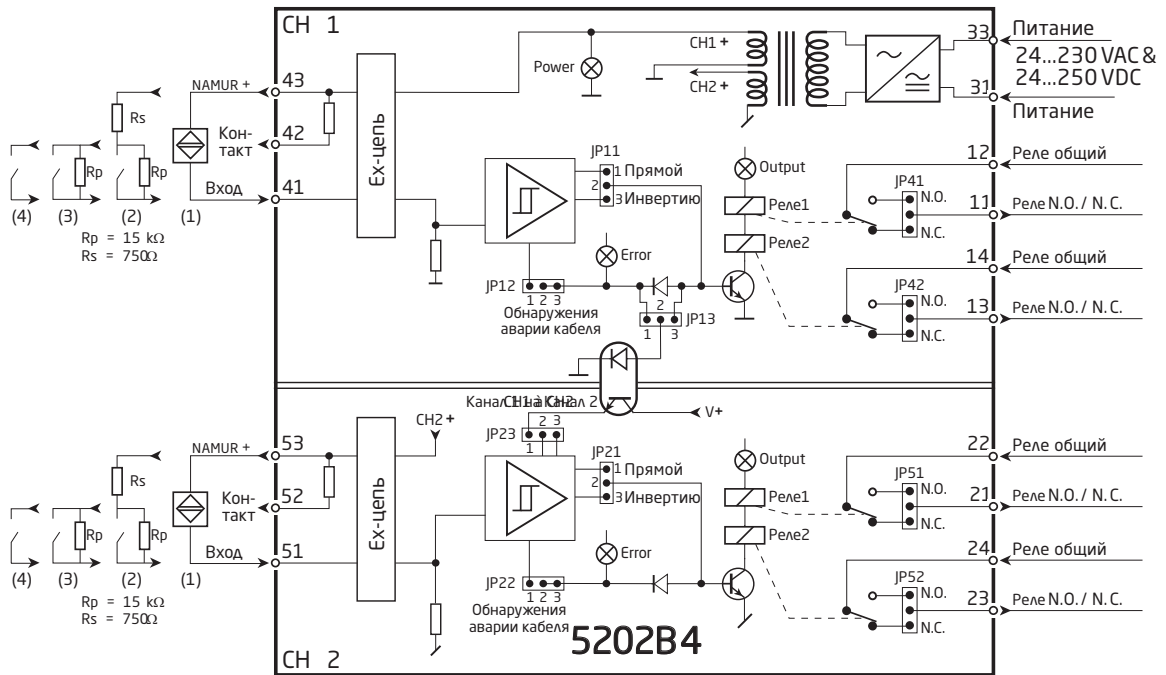 CH 1
33
Питание
24...230 VAC &
24...250 VDC
31
Питание
CH1 +
CH2 +
Power
NAMUR +
43
Rs
Кон-
такт
42
Ex-цепь
Rp
Rp
Вход
41
(4)
(3)
(2)
(1)
Rp = 15 kΩ
Rs = 750Ω
JP11
1 Прямой
2
3 Инвертию
Output
Реле1
Реле2
Error
JP12
1 2 3
Обнаружения
аварии кабеля
2
JP13
1 3
12
Реле общий
JP41
N.O.
11
Реле N.O. / N. C.
N.C.
14
Реле общий
JP42
N.O.
13
Реле N.O. / N. C.
N.C.
V+
CH2 +
JP23
2 3
1
NAMUR +
53
Rs
Кон-
такт
52
Ex-цепь
Rp
Rp
Вход
51
(4)
(3)
(2)
(1)
Rp = 15 kΩ
Rs = 750Ω
JP21
1 Прямой
2
3 Инвертию
Output
Реле1
Реле2
Error
JP22
1 2 3
Обнаружения
аварии кабеля
22
Реле общий
JP51
N.O.
21
Реле N.O. / N. C.
N.C.
24
Реле общий
JP52
N.O.
23
Реле N.O. / N. C.
N.C.
5202B4
CH 2